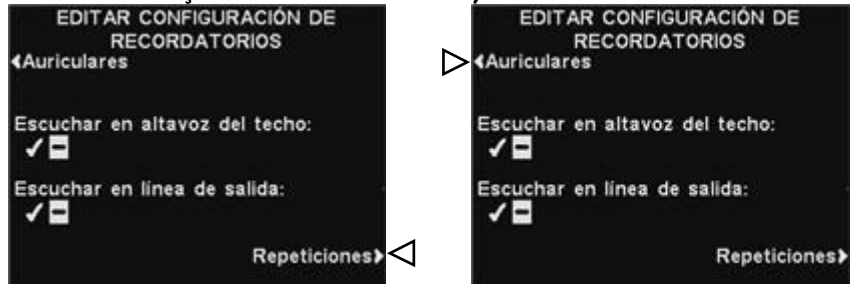 EDITAR CONFIGURACIÓN DE
RECORDATORIOS
Auriculares
Escuchar en altavoz del techo:
Escuchar en línea de salida:
Repeticiones
EDITAR CONFIGURACIÓN DE
RECORDATORIOS
Auriculares
Escuchar en altavoz del techo:
Escuchar en línea de salida:
Repeticiones